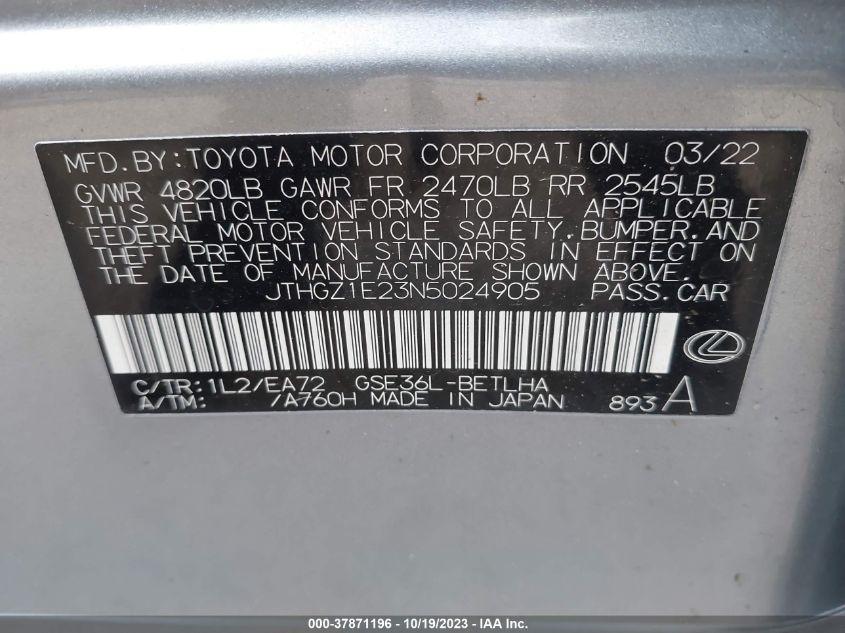 MFD. BY: TOYOTA MOTOR CORPORATION 03/22
GVWR 4820LB GAWR FR 2470LB RR 2545LB
THIS VEHICLE CONFORMS TO ALL APPLICABLE
FEDERAL MOTOR VEHICLE SAFETY, BUMPER, AND
THEFT PREVENTION STANDARDS IN EFFECT ON
THE DATE OF MANUFACTURE SHOWN ABOVE.
JTHGZ1E23N5024905 PASS. CAR
C/TR: 1L2/EA72 GSE36L-BETLHA
A/TM: /A760H MADE IN JAPAN 893 A
000-37871196 - 10/19/2023 - IAA Inc.